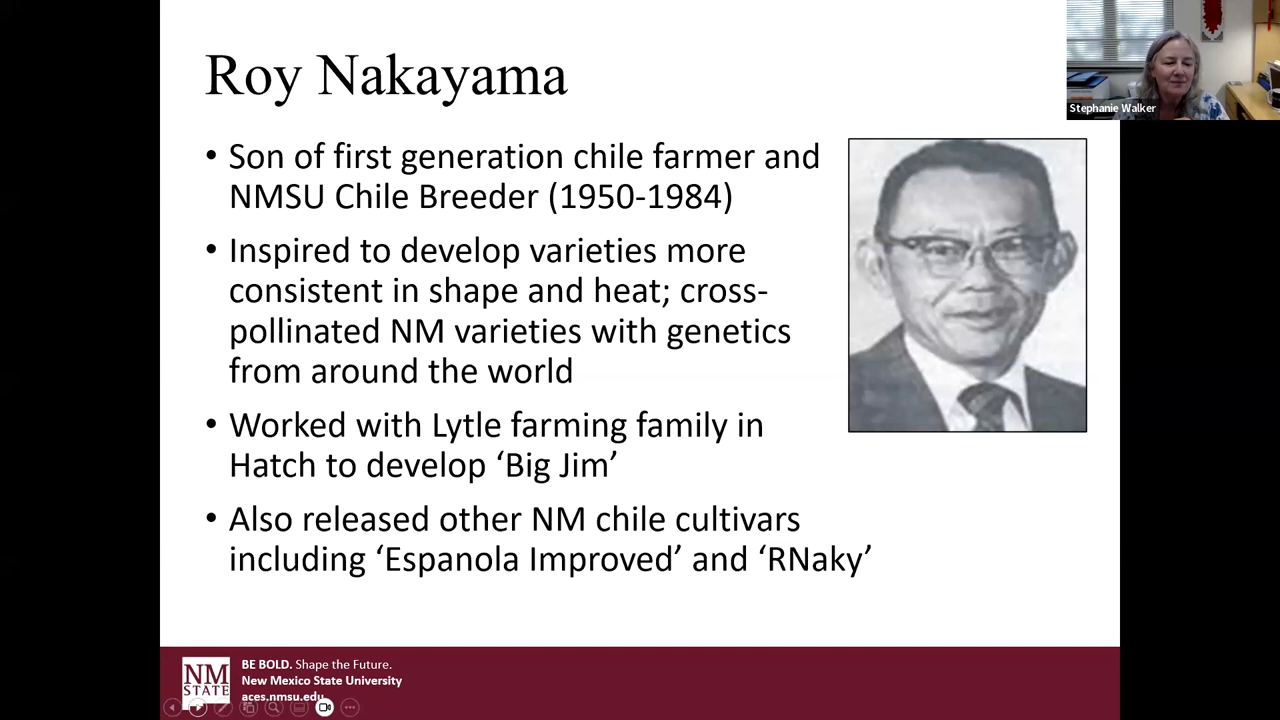 Roy Nakayama
Stephanie Walker
• Son of first generation chile farmer and
NMSU Chile Breeder (1950-1984)
• Inspired to develop varieties more
consistent in shape and heat; cross-
pollinated NM varieties with genetics
from around the world
• Worked with Lytle farming family in
Hatch to develop ‘Big Jim’
• Also released other NM chile cultivars
including ‘Espanola Improved’ and ‘RNaky’
NM
STATE
BE BOLD. Shape the Future.
New Mexico State University
aces.nmsu.edu